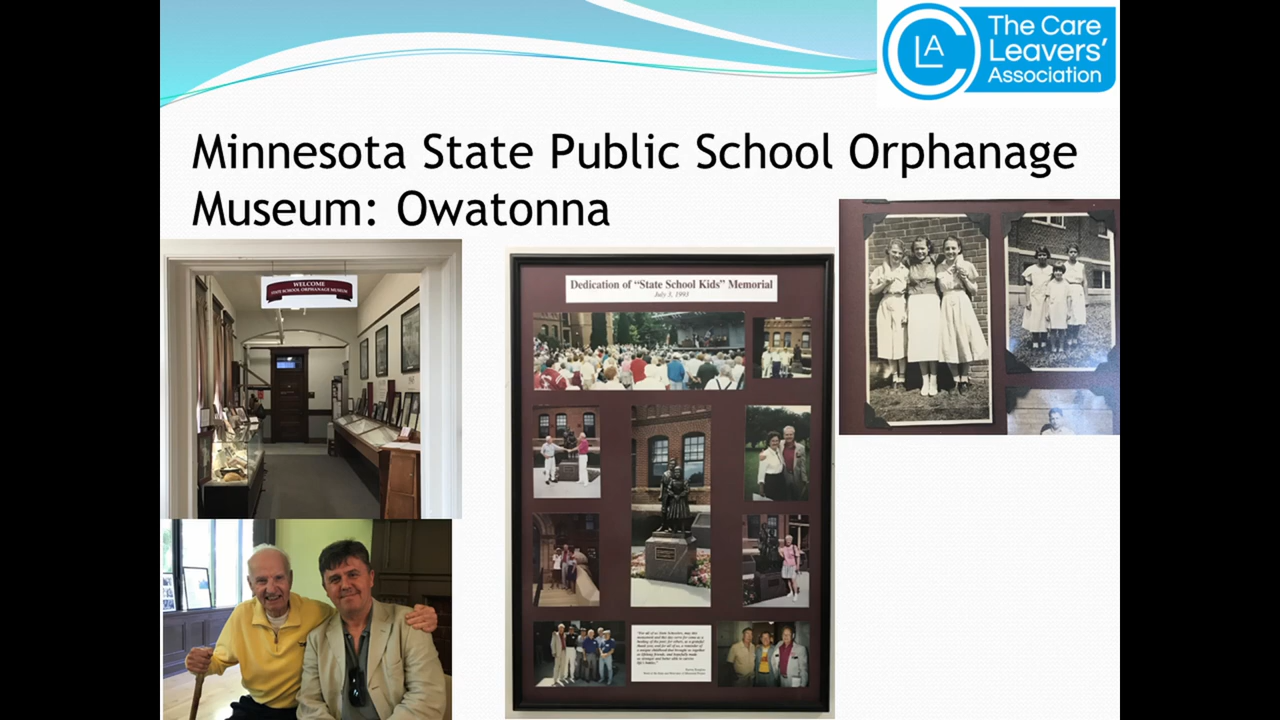 The Care
Leavers'
Association
CLA
Minnesota State Public School Orphanage
Museum: Owatonna
WELCOME
STATE SCHOOL ORPHANAGE MUSEUM
Dedication of "State School Kids" Memorial
July 3, 1993